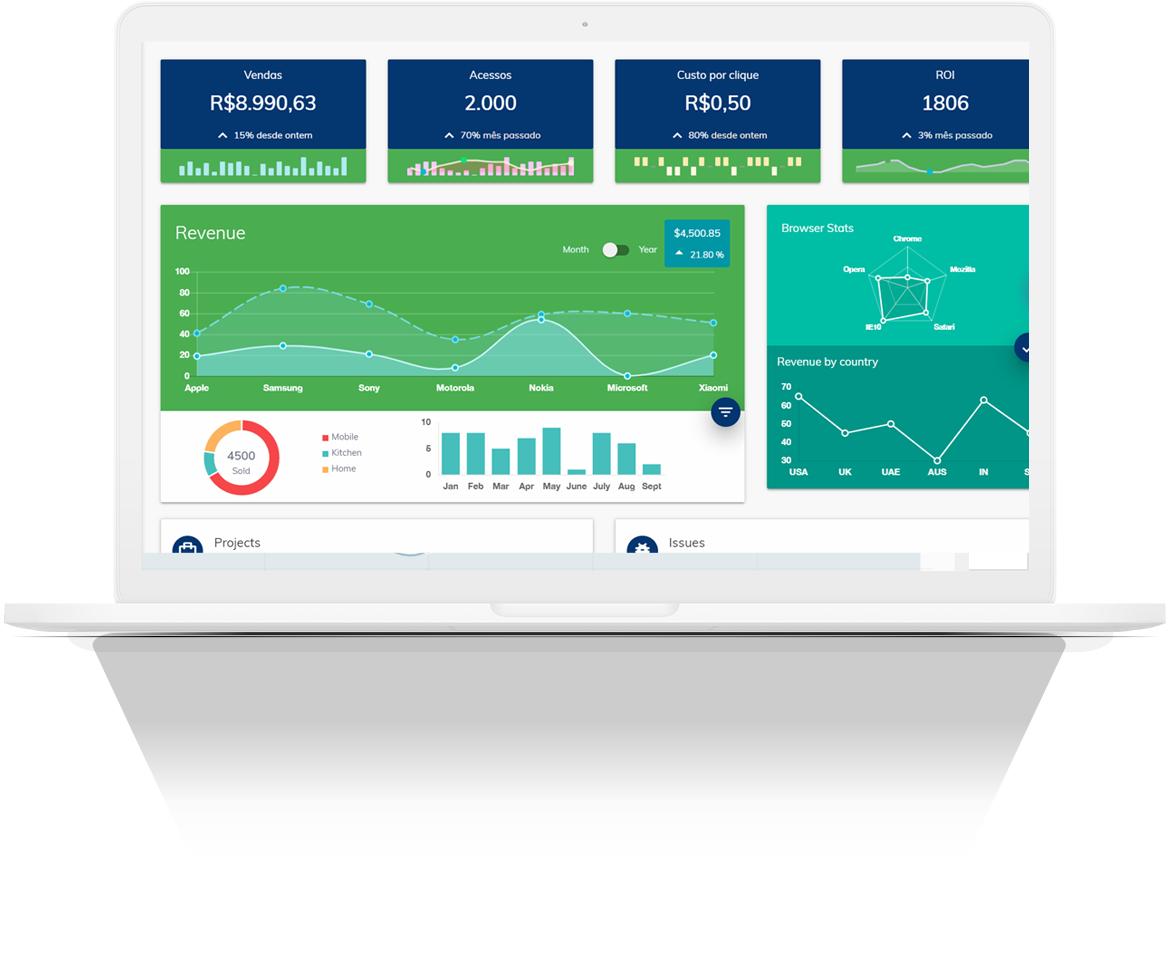 Vendas
R$8.990,63
15% desde ontem
Acessos
2.000
70% mês passado
Custo por clique
R$0,50
80% desde ontem
ROI
1806
3% mês passado
Revenue
Month
Year
$4,500.85
21.80 %
100
80
60
40
20
0
Apple Samsung Sony Motorola Nokia Microsoft Xiaomi
4500
Sold
Mobile
Kitchen
Home
10
5
0
Jan Feb Mar Apr May June July Aug Sept
Browser Stats
Chrome
Opera
Mozilla
IE10
Safari
Revenue by country
70
60
50
40
30
USA UK UAE AUS IN S
Projects
Issues